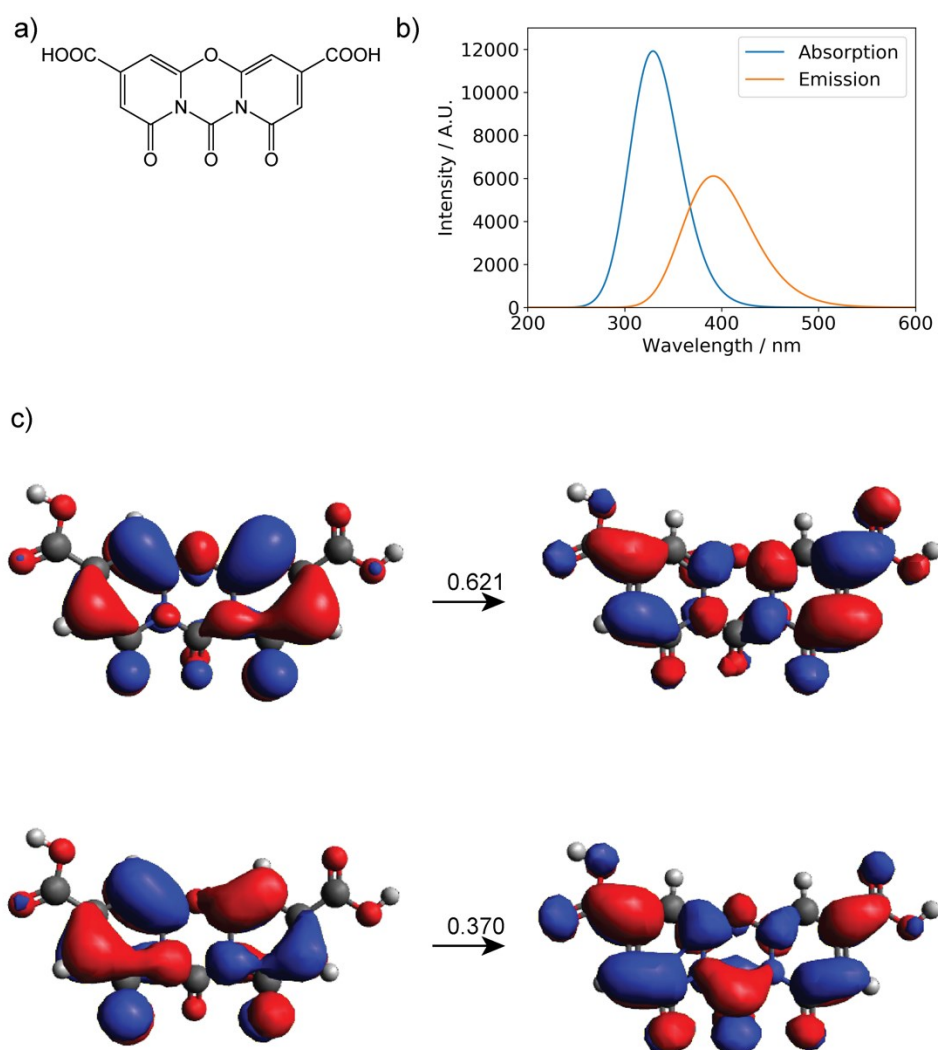 a)
HOOC O COOH
N N
O O O
b)
Intensity / A.U.
12000
10000
8000
6000
4000
2000
0
Absorption
Emission
200 300 400 500 600
Wavelength / nm
c)
0.621
0.370